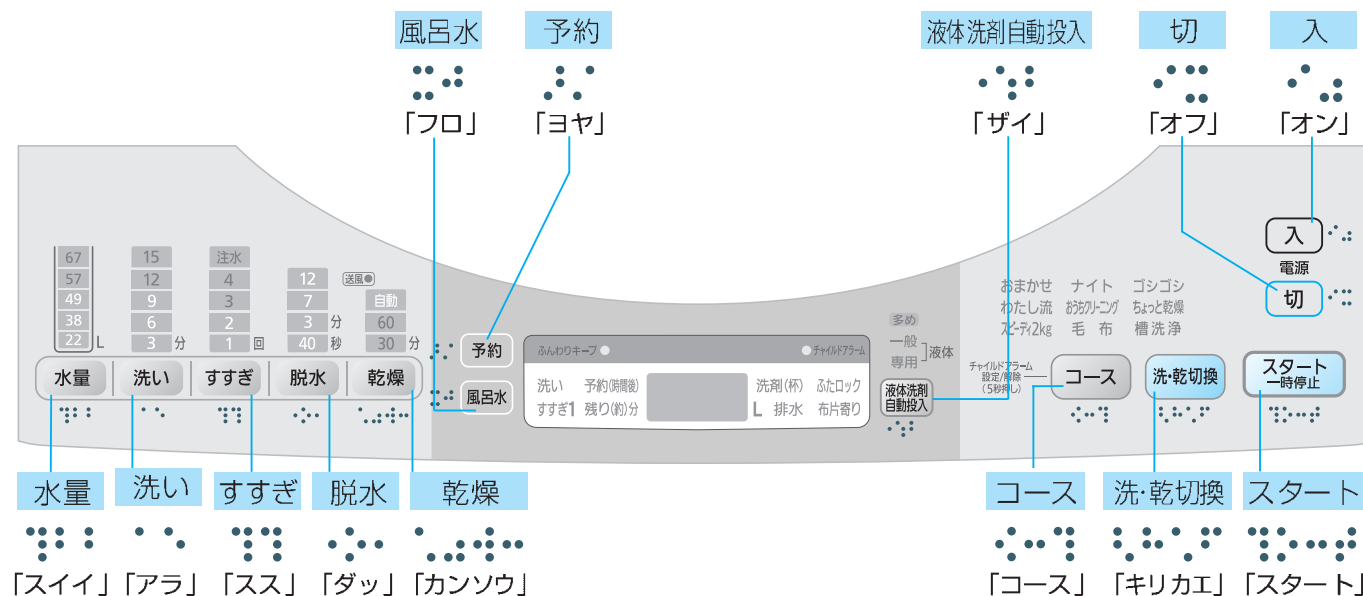 風呂水 予約 液体洗剤自動投入 切 入
⠭⠚ ⠜⠌ ⠐⠱⠃ ⠊⠭ ⠊⠴
「フロ」 「ヨヤ」 「ザイ」 「オフ」 「オン」
67 15 注水
57 12 4 12 送風●
49 9 3 7 自動
38 6 2 3 分 60
22 L 3 分 1 回 40 秒 30 分
水量 洗い すすぎ 脱水 乾燥
予約
風呂水
ふんわりキープ チャイルドアラーム
洗い 予約(時間後) 洗剤(杯) ふたロック
すすぎ1 残り(約)分 L 排水 布片寄り
多め
一般
専用
液体
液体洗剤
自動投入
入
電源
切
おまかせ ナイト ゴシゴシ
わたし流 おうちクリーニング ちょっと乾燥
スピーディ2kg 毛布 槽洗浄
チャイルドアラーム
設定/解除
(5秒押し)
コース 洗・乾切換 スタート
一時停止
水量 洗い すすぎ 脱水 乾燥 コース 洗・乾切換 スタート
「スイイ」 「アラ」 「スス」 「ダッ」 「カンソウ」 「コース」 「キリカエ」 「スタート」